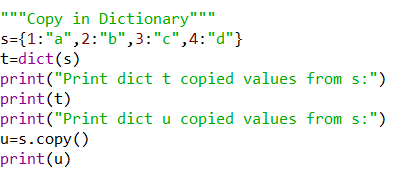 """Copy in Dictionary"""
s={1:"a",2:"b",3:"c",4:"d"}
t=dict(s)
print("Print dict t copied values from s:")
print(t)
print("Print dict u copied values from s:")
u=s.copy()
print(u)